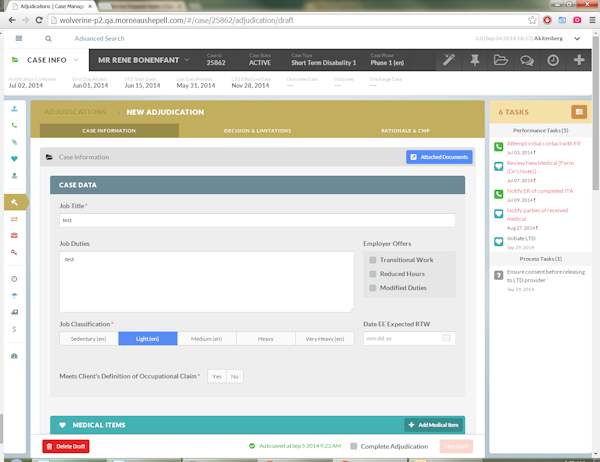 Adjudications | Case Manag
wolverine-p2.qa.morneaushepell.com/#/case/25862/adjudication/draft
Advanced Search
2.0 [Sep 04 2014 16:13] Akitenberg
CASE INFO
MR RENE BONENFANT
Case Id
25862
Case State
ACTIVE
Case Type
Short Term Disability 1
Case Phase
Phase 1 (en)
Notification Complete
Jul 02, 2014
First Day Absent
Jun 01, 2014
STD Start Date
Jun 15, 2014
Last Day Worked
May 31, 2014
LTD Effective Date
Nov 28, 2014
Outcome Date
Outcome
Discharge Date
ADJUDICATIONS
NEW ADJUDICATION
CASE INFORMATION
DECISION & LIMITATIONS
RATIONALE & CMP
Case Information
Attached Documents
CASE DATA
Job Title *
test
Job Duties
test
Employer Offers
Transitional Work
Reduced Hours
Modified Duties
Job Classification *
Sedentary (en)
Light (en)
Medium (en)
Heavy
Very Heavy (en)
Date EE Expected RTW
mm-dd-yy
Meets Client's Definition of Occupational Claim *
Yes
No
MEDICAL ITEMS
Add Medical Item
Delete Draft
Autosaved at Sep 5 2014 9:23 AM
Complete Adjudication
Save Draft
6 TASKS
Performance Tasks (5)
Attempt initial contact with ER
Jul 03, 2014 !
Review New Medical [Form
(Dr's Note)]
Jul 07, 2014 !
Notify ER of completed ITA
Jul 09, 2014 !
Notify parties of received
medical
Aug 27, 2014 !
Initiate LTD
Sep 29, 2014
Process Tasks (1)
Ensure consent before releasing
to LTD provider
Sep 29, 2014